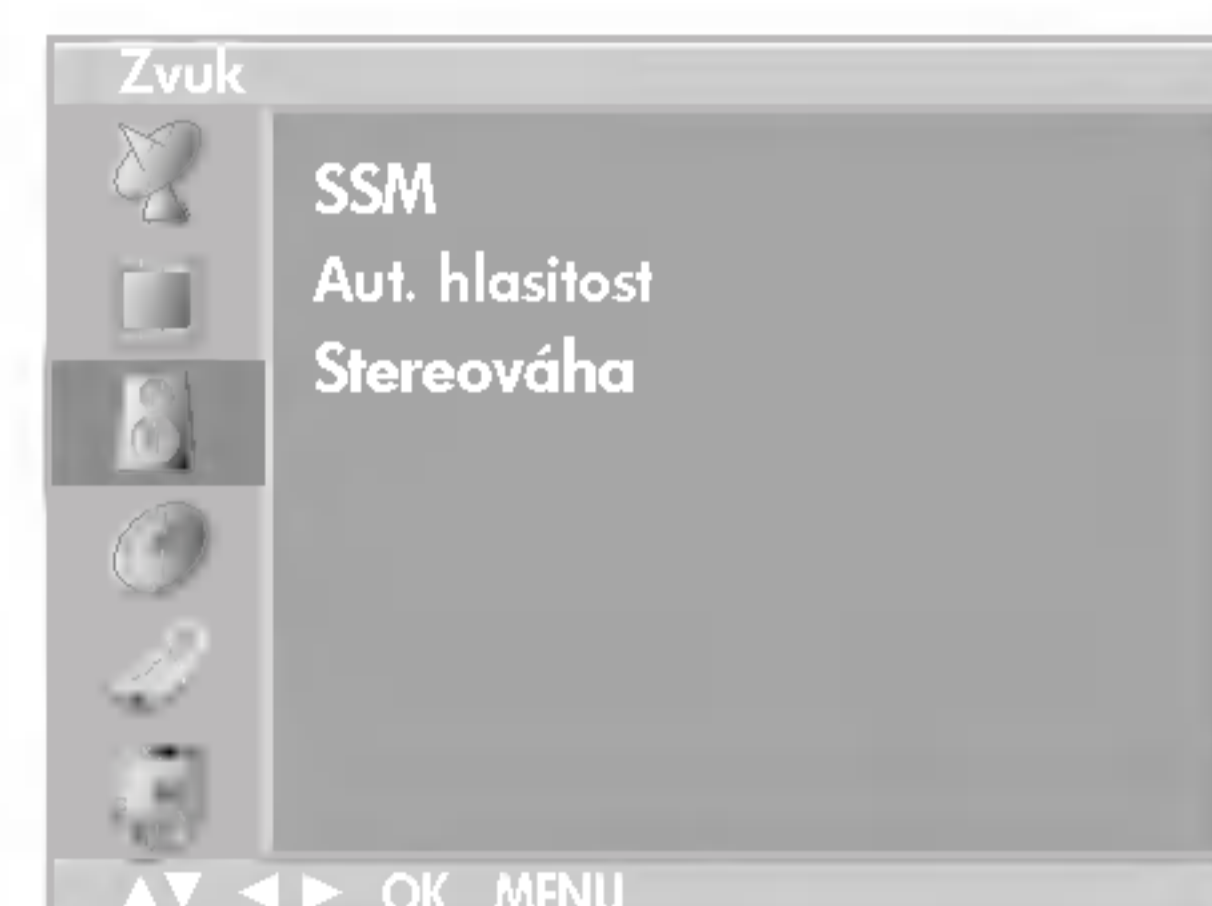 Zvuk
SSM
Aut. hlasitost
Stereováha
▲▼ ◄ ► OK MENU